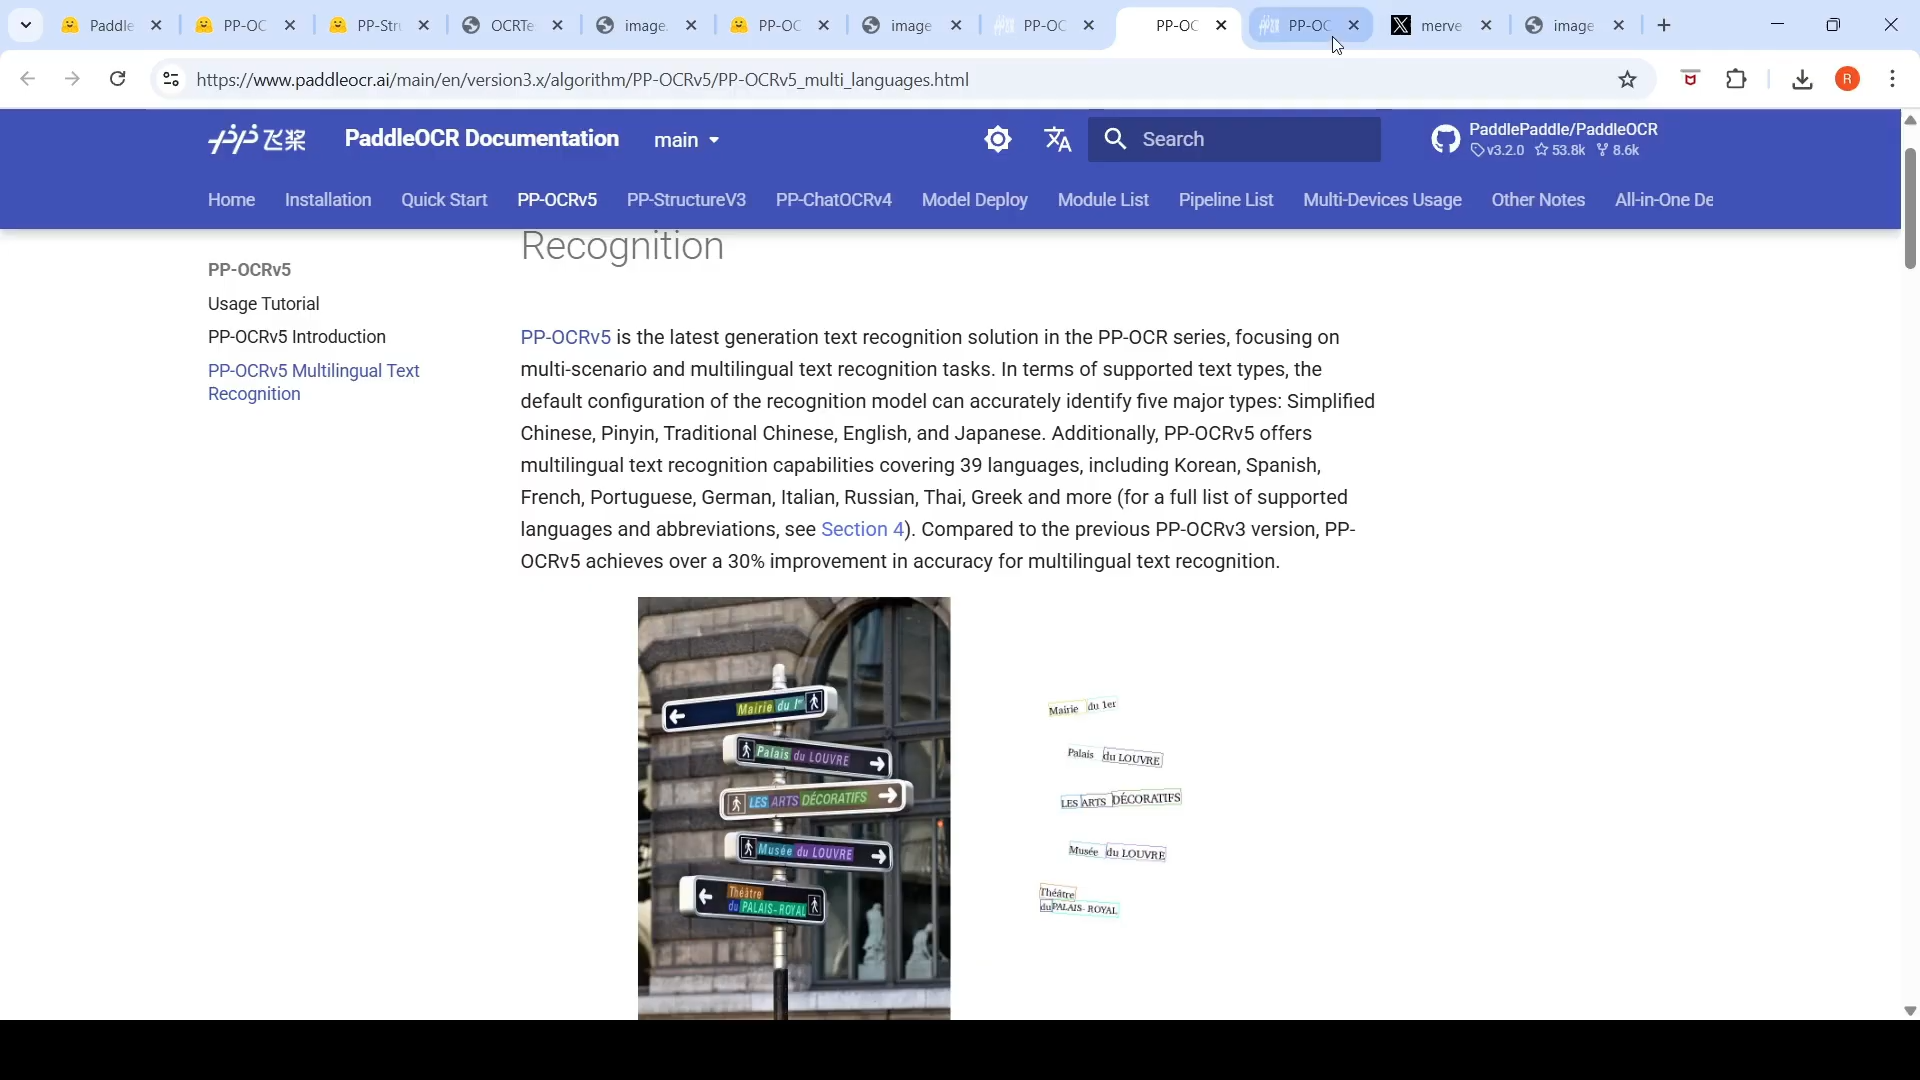 Paddle
PP-OC
PP-Stru
OCRTe
image.
PP-OC
image
PP-OC
PP-OC
PP-OC
merve
image
https://www.paddleocr.ai/main/en/version3.x/algorithm/PP-OCRv5/PP-OCRv5_multi_languages.html
R
飞桨
PaddleOCR Documentation
main
Search
PaddlePaddle/PaddleOCR
v3.2.0 53.8k 8.6k
Home Installation Quick Start PP-OCRv5 PP-StructureV3 PP-ChatOCRv4 Model Deploy Module List Pipeline List Multi-Devices Usage Other Notes All-in-One De
Recognition
PP-OCRv5
Usage Tutorial
PP-OCRv5 Introduction
PP-OCRv5 Multilingual Text
Recognition
PP-OCRv5 is the latest generation text recognition solution in the PP-OCR series, focusing on
multi-scenario and multilingual text recognition tasks. In terms of supported text types, the
default configuration of the recognition model can accurately identify five major types: Simplified
Chinese, Pinyin, Traditional Chinese, English, and Japanese. Additionally, PP-OCRv5 offers
multilingual text recognition capabilities covering 39 languages, including Korean, Spanish,
French, Portuguese, German, Italian, Russian, Thai, Greek and more (for a full list of supported
languages and abbreviations, see Section 4). Compared to the previous PP-OCRv3 version, PP-
OCRv5 achieves over a 30% improvement in accuracy for multilingual text recognition.
Mairie du 1er
Palais du LOUVRE
LES ARTS DÉCORATIFS
Musée du LOUVRE
Théâtre
du PALAIS-ROYAL
Mairie du 1er
Palais du LOUVRE
LES ARTS DÉCORATIFS
Musée du LOUVRE
Théâtre
du PALAIS-ROYAL